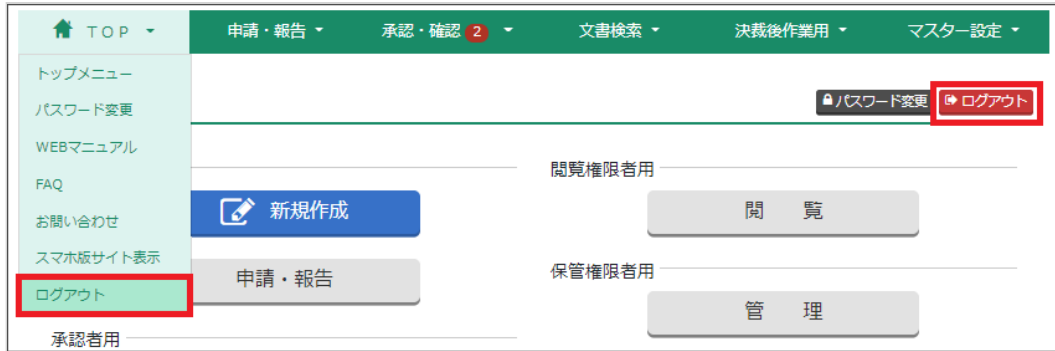 TOP 申請・報告 承認・確認 2 文書検索 決裁後作業用 マスター設定
トップメニュー
パスワード変更
WEBマニュアル
FAQ
お問い合わせ
スマホ版サイト表示
ログアウト
パスワード変更 ログアウト
新規作成
申請・報告
承認者用
閲覧権限者用
閲 覧
保管権限者用
管 理